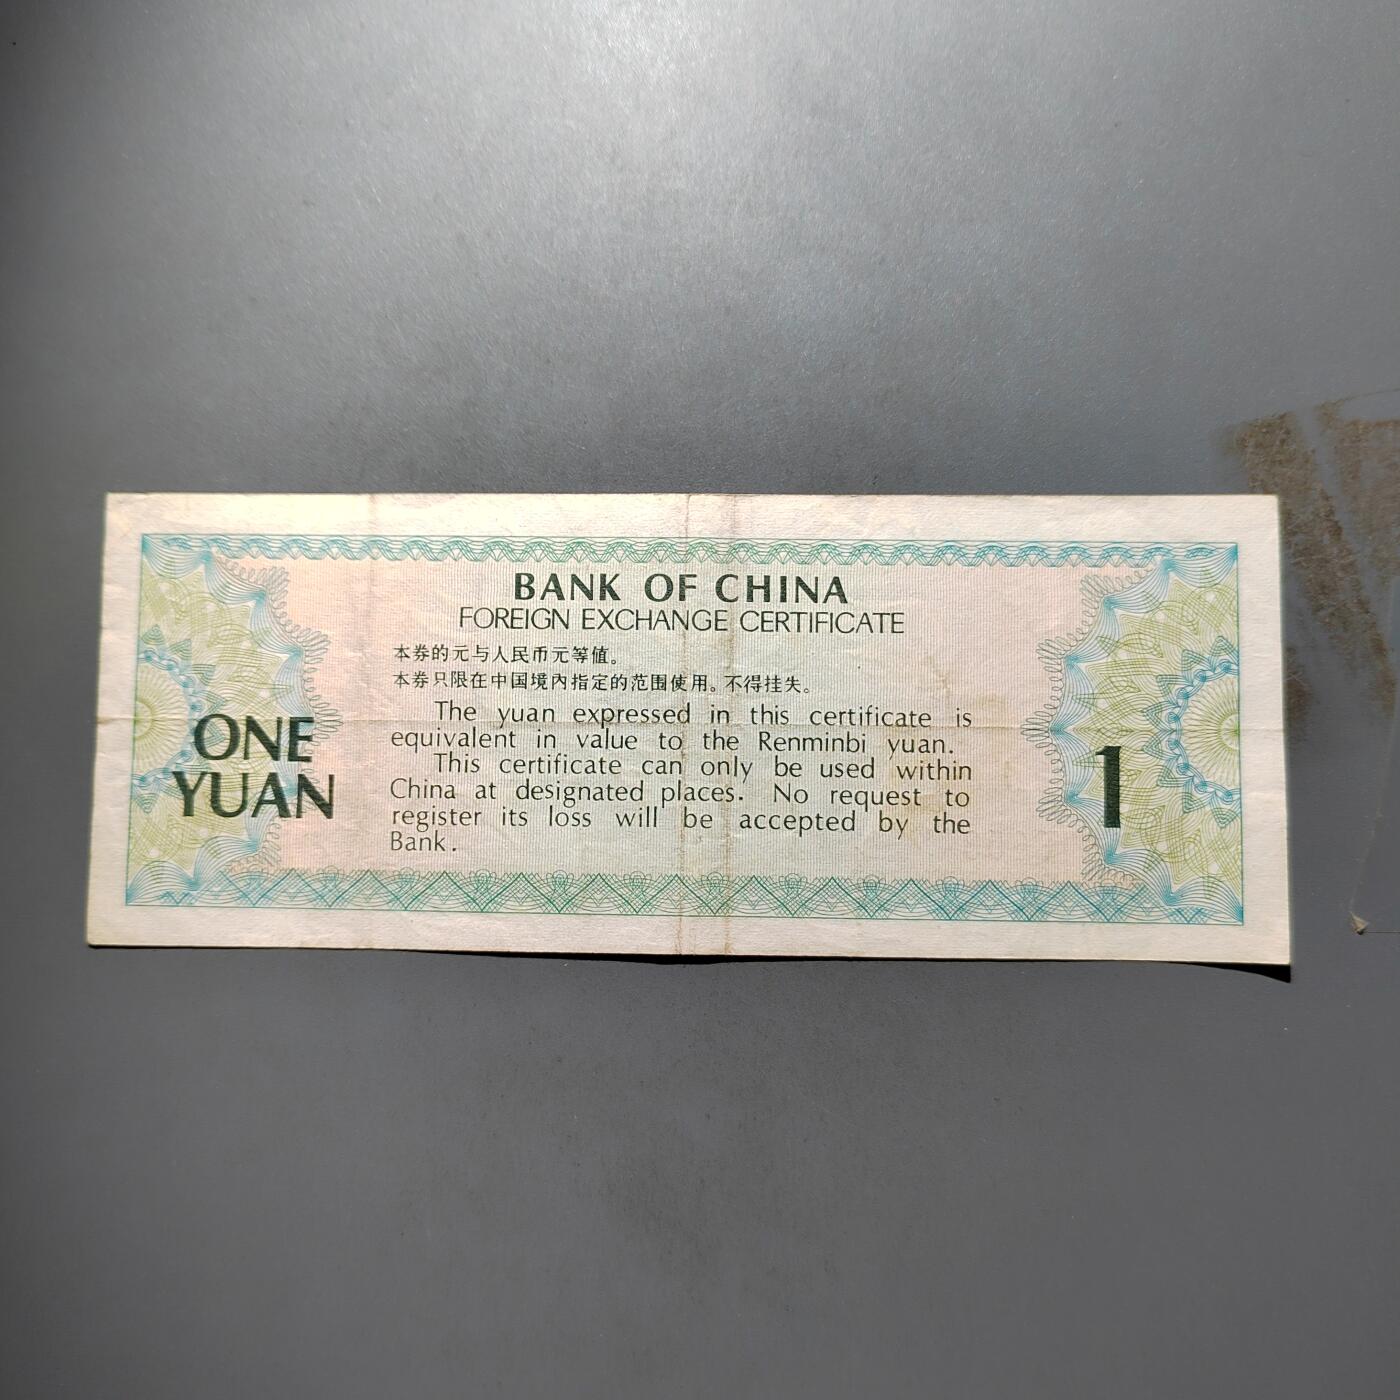 BANK OF CHINA
FOREIGN EXCHANGE CERTIFICATE
本券的元与人民币元等值。
本券只限在中国境内指定的范围使用。不得挂失。
The yuan expressed in this certificate is
equivalent in value to the Renminbi yuan.
This certificate can only be used within
China at designated places. No request to
register its loss will be accepted by the
Bank.
ONE
YUAN
1